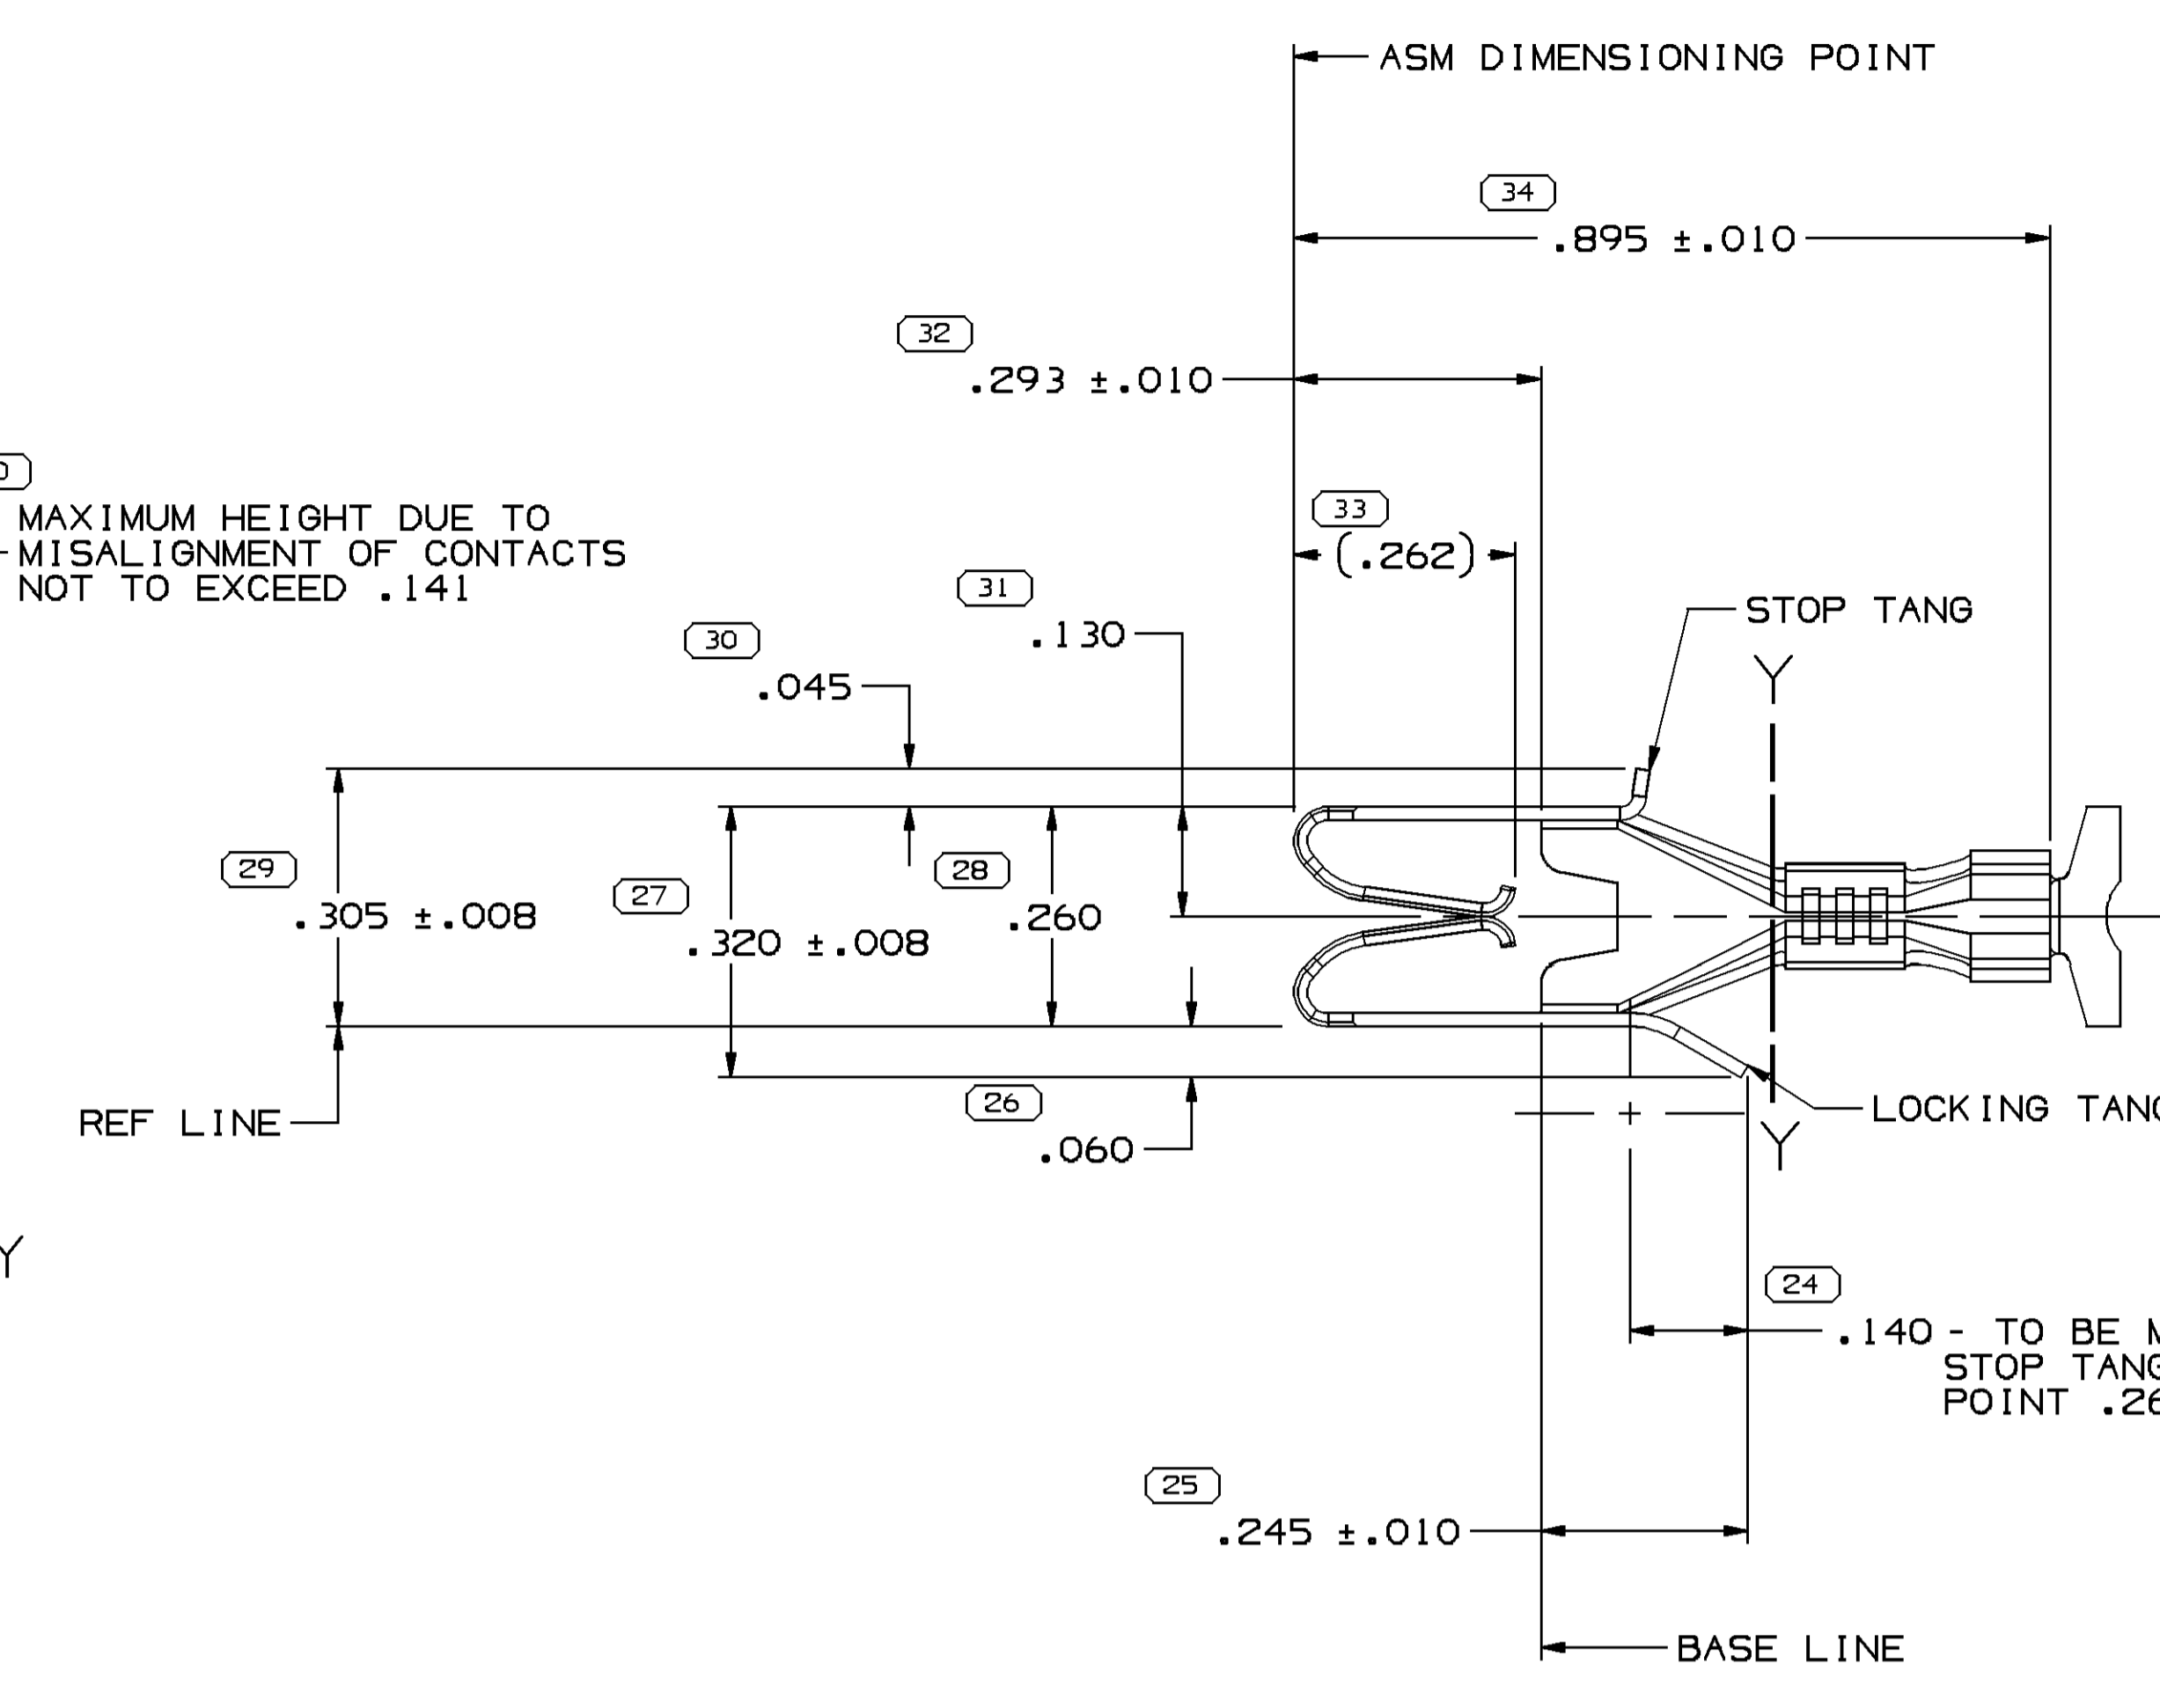 ASM DIMENSIONING POINT
34
.895 ±.010
32
.293 ±.010
MAXIMUM HEIGHT DUE TO
MISALIGNMENT OF CONTACTS
NOT TO EXCEED .141
33
(.262)
31
.130
STOP TANG
30
.045
Y
29
.305 ±.008
27
.320 ±.008
28
.260
26
.060
REF LINE
LOCKING
Y
Y
24
.140 - TO BE
STOP
POINT
25
.245 ±.010
BASE LINE